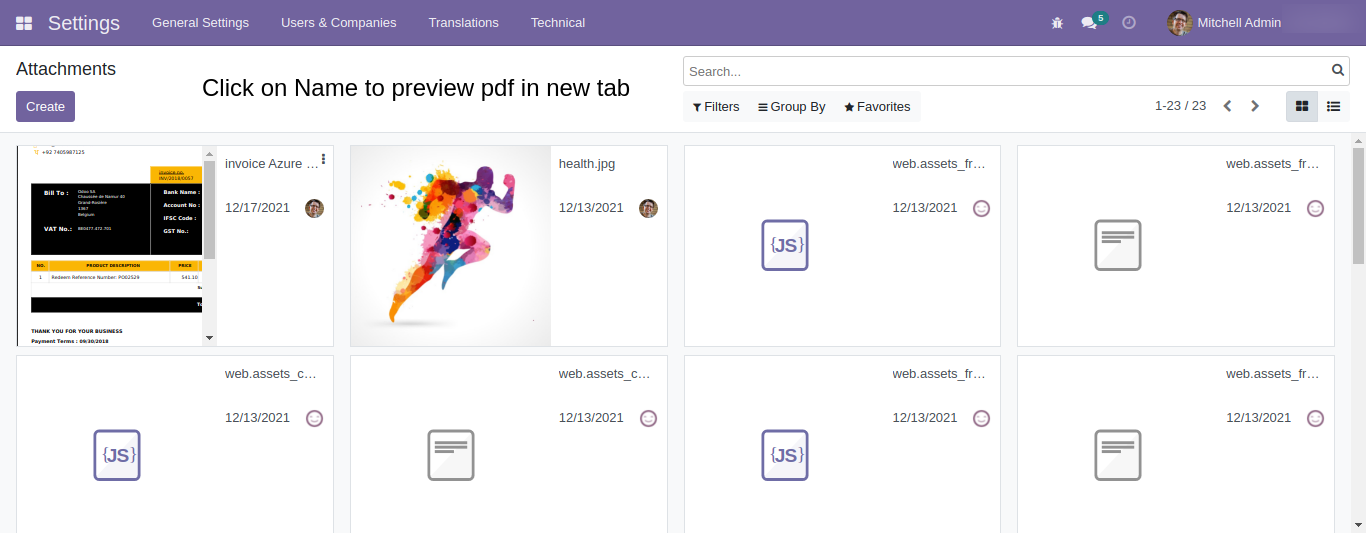 Settings General Settings Users & Companies Translations Technical 5 Mitchell Admin
Attachments
Click on Name to preview pdf in new tab
Search...
Create
Filters Group By Favorites 1-23 / 23
+92 7405987125
INVOICE NO.
INV/2018/0057
Bill To :
Odoo SA
Chaussée de Namur 40
Grand-Rosière
1367
Belgium
VAT No.: BE0477.472.701
Bank Name :
Account No :
IFSC Code :
GST No.:
NO. PRODUCT DESCRIPTION PRICE
1 Redeem Reference Number: PO02529 541.10
THANK YOU FOR YOUR BUSINESS
Payment Terms : 09/30/2018
invoice Azure ...
12/17/2021
health.jpg
12/13/2021
{JS}
web.assets_fr...
12/13/2021
web.assets_fr...
12/13/2021
{JS}
web.assets_c...
12/13/2021
web.assets_c...
12/13/2021
{JS}
web.assets_fr...
12/13/2021
web.assets_fr...
12/13/2021